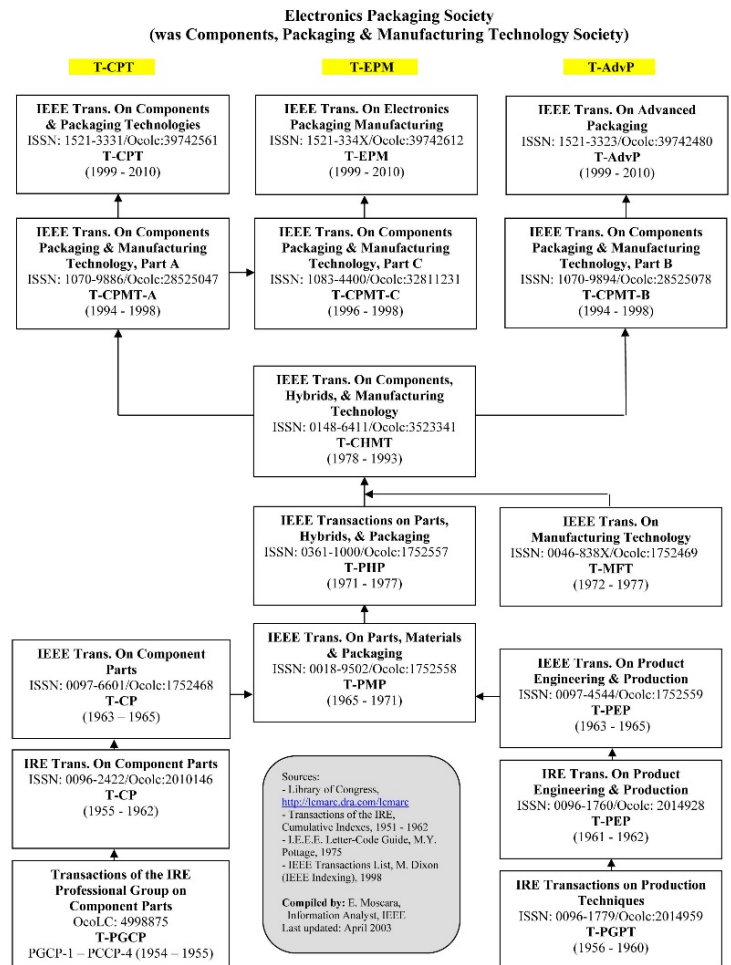 Electronics Packaging Society
(was Components, Packaging & Manufacturing Technology Society)
T-CPT
T-EPM
T-AdvP
IEEE Trans. On Components
& Packaging Technologies
ISSN: 1521-3331/Ocolc:39742561
T-CPT
(1999 - 2010)
IEEE Trans. On Electronics
Packaging Manufacturing
ISSN: 1521-334X/Ocolc:39742612
T-EPM
(1999 - 2010)
IEEE Trans. On Advanced
Packaging
ISSN: 1521-3323/Ocolc:39742480
T-AdvP
(1999 - 2010)
IEEE Trans. On Components
Packaging & Manufacturing
Technology, Part A
ISSN: 1070-9886/Ocolc:28525047
T-CPMT-A
(1994 - 1998)
IEEE Trans. On Components
Packaging & Manufacturing
Technology, Part C
ISSN: 1083-4400/Ocolc:32811231
T-CPMT-C
(1996 - 1998)
IEEE Trans. On Components
Packaging & Manufacturing
Technology, Part B
ISSN: 1070-9894/Ocolc:28525078
T-CPMT-B
(1994 - 1998)
IEEE Trans. On Components,
Hybrids, & Manufacturing
Technology
ISSN: 0148-6411/Ocolc:3523341
T-CHMT
(1978 - 1993)
IEEE Transactions on Parts,
Hybrids, & Packaging
ISSN: 0361-1000/Ocolc:1752557
T-PHP
(1971 - 1977)
IEEE Trans. On
Manufacturing Technology
ISSN: 0046-838X/Ocolc:1752469
T-MFT
(1972 - 1977)
IEEE Trans. On Component
Parts
ISSN: 0097-6601/Ocolc:1752468
T-CP
(1963 – 1965)
IEEE Trans. On Parts, Materials
& Packaging
ISSN: 0018-9502/Ocolc:1752558
T-PMP
(1965 - 1971)
IEEE Trans. On Product
Engineering & Production
ISSN: 0097-4544/Ocolc:1752559
T-PEP
(1963 - 1965)
IRE Trans. On Component Parts
ISSN: 0096-2422/Ocolc:2010146
T-CP
(1955 - 1962)
IRE Trans. On Product
Engineering & Production
ISSN: 0096-1760/Ocolc: 2014928
T-PEP
(1961 - 1962)
Transactions of the IRE
Professional Group on
Component Parts
OcoLC: 4998875
T-PGCP
PGCP-1 – PCCP-4 (1954 – 1955)
Sources:
- Library of Congress,
http://lcmarc.dra.com/lcmarc
- Transactions of the IRE,
Cumulative Indexes, 1951 - 1962
- I.E.E.E. Letter-Code Guide, M.Y.
Pottage, 1975
- IEEE Transactions List, M. Dixon
(IEEE Indexing), 1998
Compiled by: E. Moscara,
Information Analyst, IEEE
Last updated: April 2003
IRE Transactions on Production
Techniques
ISSN: 0096-1779/Ocolc:2014959
T-PGPT
(1956 - 1960)